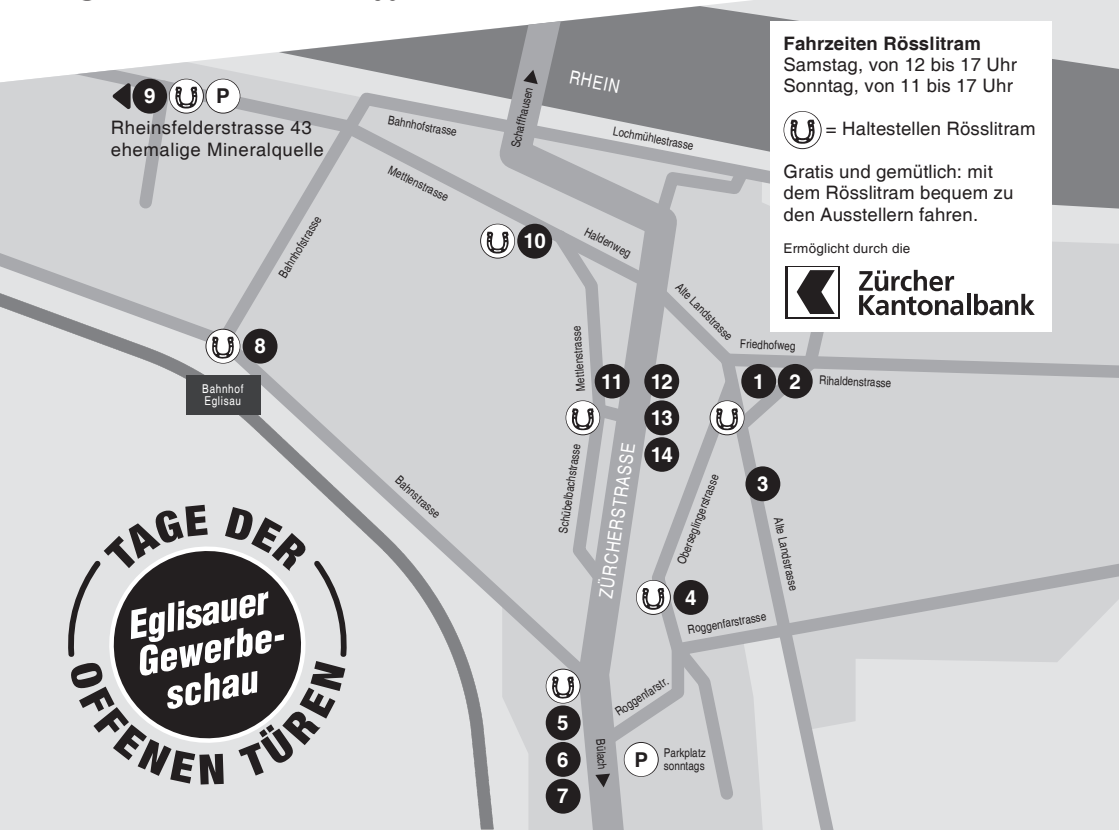 Fahrzeiten Rösslitram
Samstag, von 12 bis 17 Uhr
Sonntag, von 11 bis 17 Uhr
= Haltestellen Rösslitram
Gratis und gemütlich: mit
dem Rösslitram bequem zu
den Ausstellern fahren.
Ermöglicht durch die
Zürcher
Kantonalbank
9 P
Rheinsfelderstrasse 43
ehemalige Mineralquelle
RHEIN
Schaffhausen
Bahnhofstrasse
Lochmühlestrasse
Mettlenstrasse
Bahnhofstrasse
10
Haldenweg
Alte Landstrasse
Friedhofweg
8
Bahnhof
Eglisau
Mettlenstrasse
11
12
13
14
1
2
Rihaldenstrasse
3
Schübelbachstrasse
ZÜRCHERSTRASSE
Oberseglingerstrasse
Alte Landstrasse
Bahnstrasse
4
Roggenfarstrasse
Roggenfarstr.
5
6
7
Bülach
P
Parkplatz
sonntags
TAGE DER
Eglisauer
Gewerbe-
schau
OFFENEN TÜREN